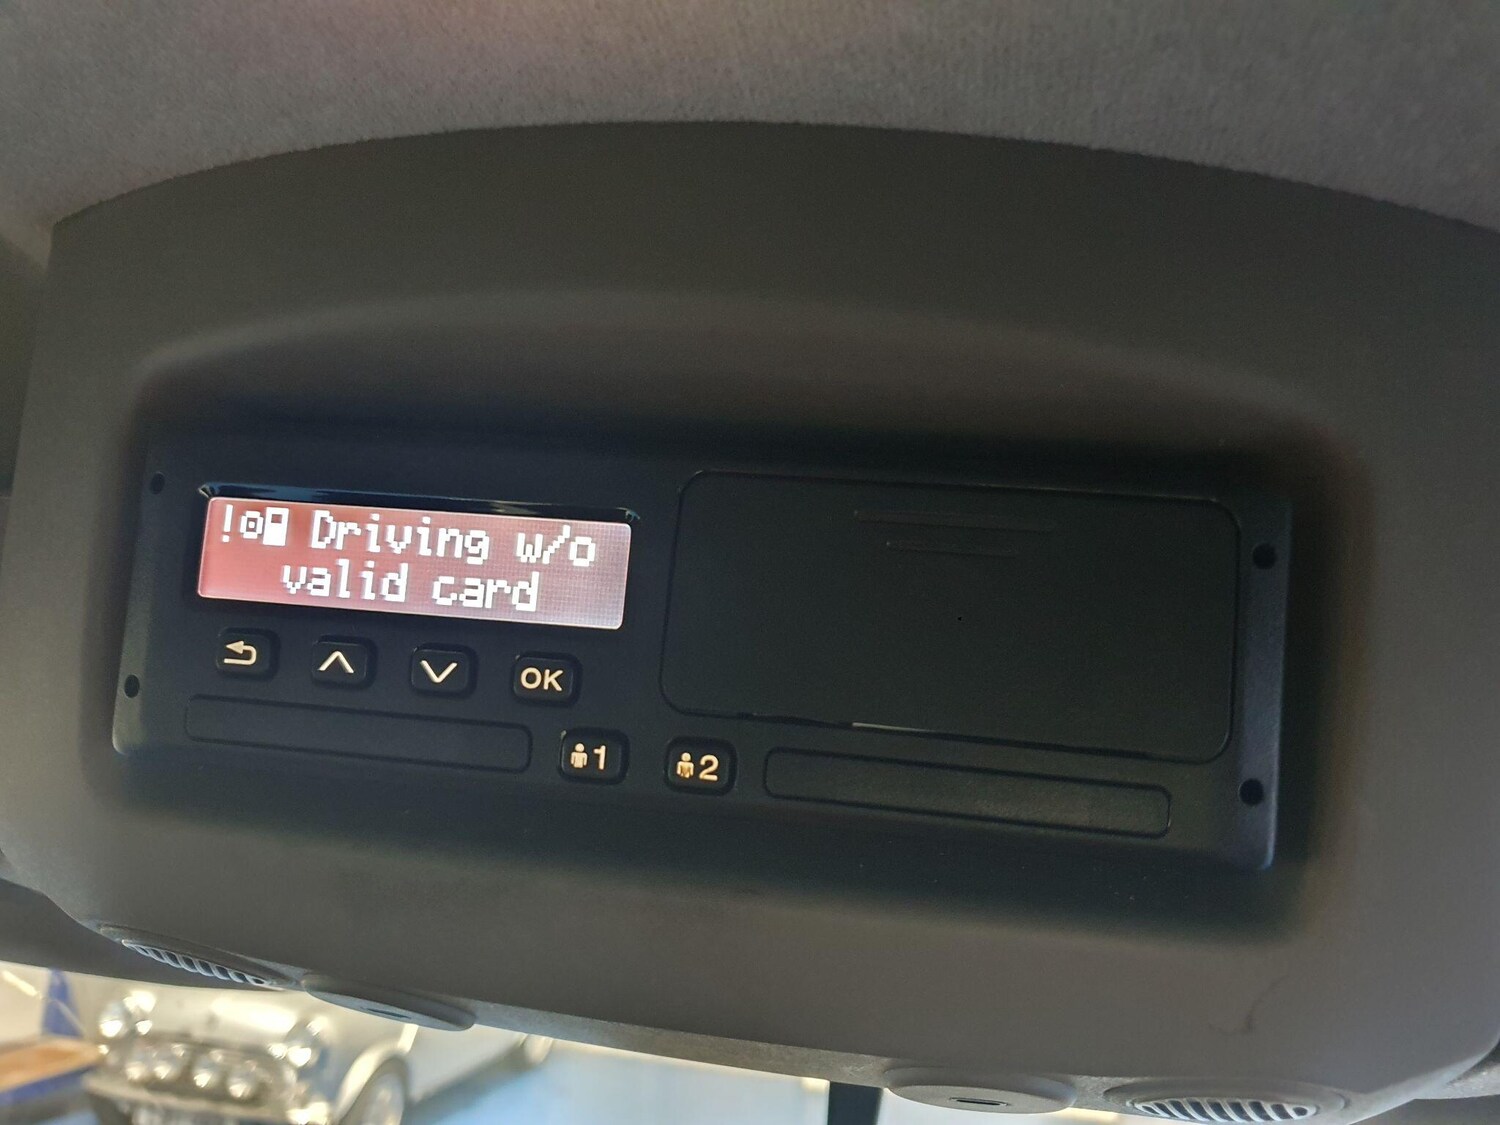 ! Driving w/o
valid card
OK
1
2